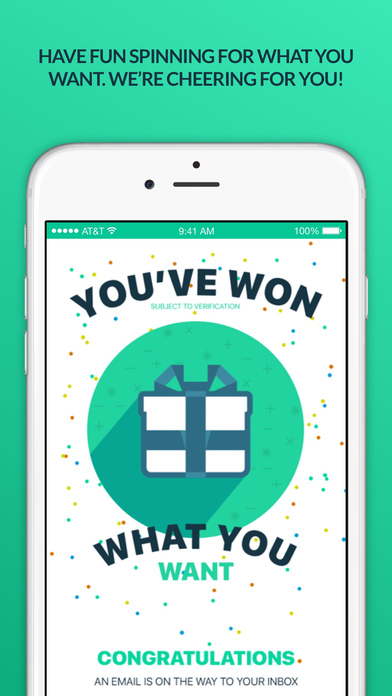 HAVE FUN SPINNING FOR WHAT YOU
WANT. WE'RE CHEERING FOR YOU!
AT&T 9:41 AM 100%
YOU'VE WON
SUBJECT TO VERIFICATION
WHAT YOU
WANT
CONGRATULATIONS
AN EMAIL IS ON THE WAY TO YOUR INBOX